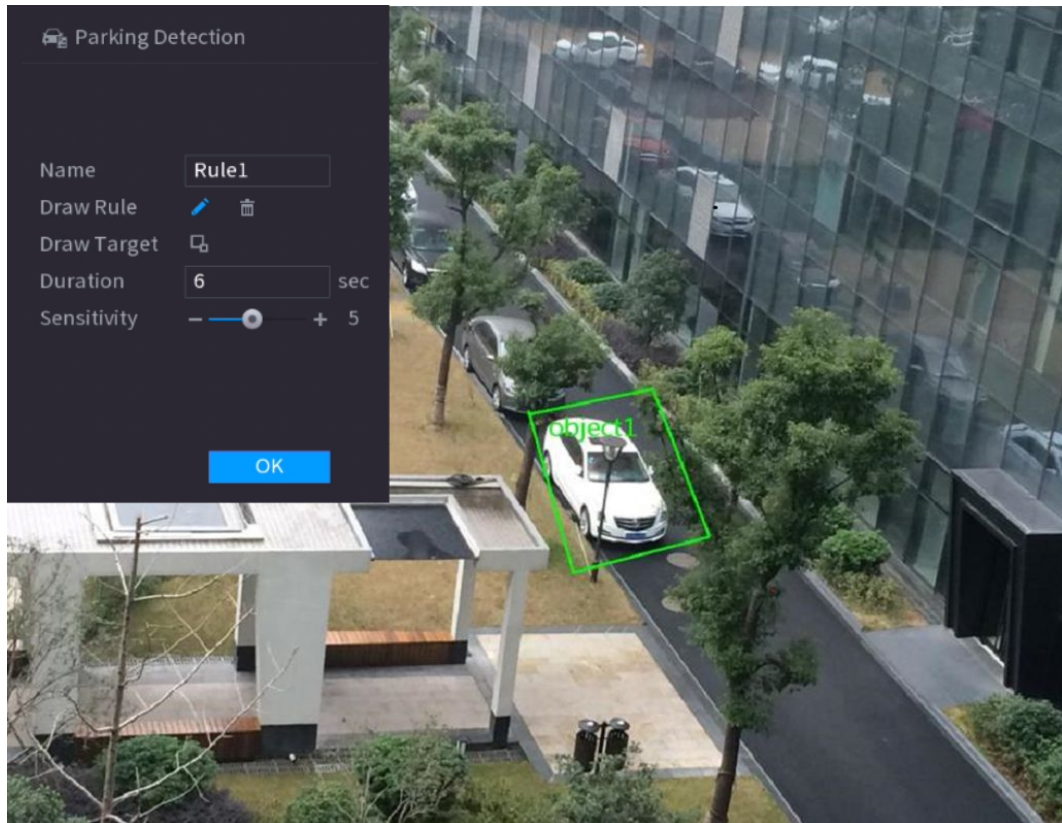 Parking Detection
Name Rule1
Draw Rule
Draw Target
Duration 6 sec
Sensitivity - + 5
OK
object1